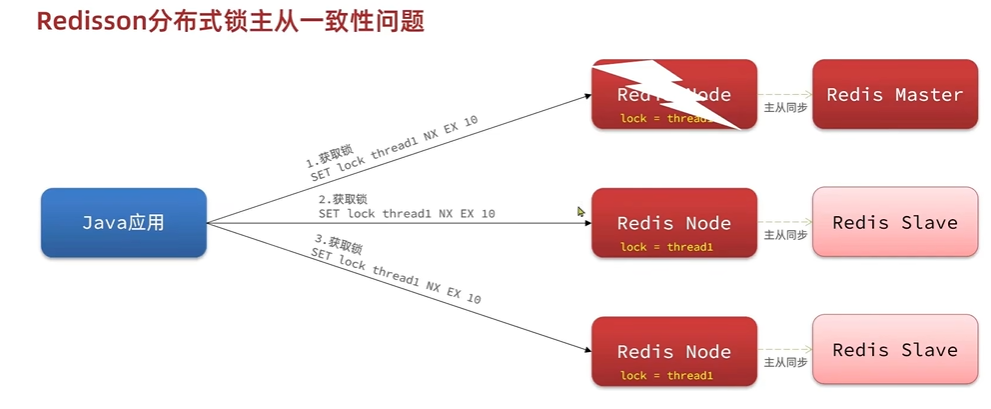 Redisson分布式锁主从一致性问题
Redis Node
lock = thread1
主从同步
Redis Master
1.获取锁
SET lock thread1 NX EX 10
Java应用
2.获取锁
SET lock thread1 NX EX 10
Redis Node
lock = thread1
主从同步
Redis Slave
3.获取锁
SET lock thread1 NX EX 10
Redis Node
lock = thread1
主从同步
Redis Slave